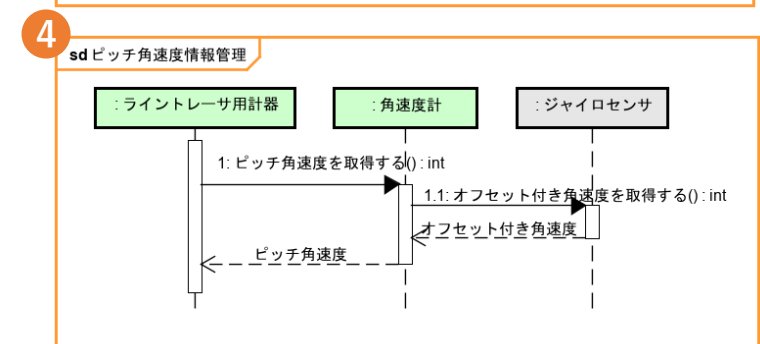 4
sd ピッチ角速度情報管理
: ライントレーサ用計器
: 角速度計
: ジャイロセンサ
1: ピッチ角速度を取得する() : int
1.1: オフセット付き角速度を取得する() : int
オフセット付き角速度
ピッチ角速度